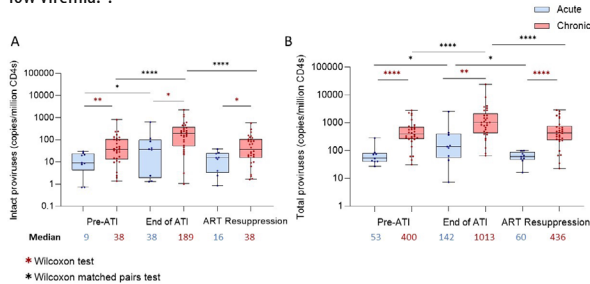 low viremia. .
Acute
Chronic
A
B
****
****
*
**
*
*
****
****
*
*
****
**
****
Intact proviruses (copies/million CD4s)
100000
10000
1000
100
10
1
0.1
Total proviruses (copies/million CD4s)
100000
10000
1000
100
10
1
Pre-ATI End of ATI ART Resuppression
Pre-ATI End of ATI ART Resuppression
Median 9 38 38 189 16 38
53 400 142 1013 60 436
* Wilcoxon test
* Wilcoxon matched pairs test